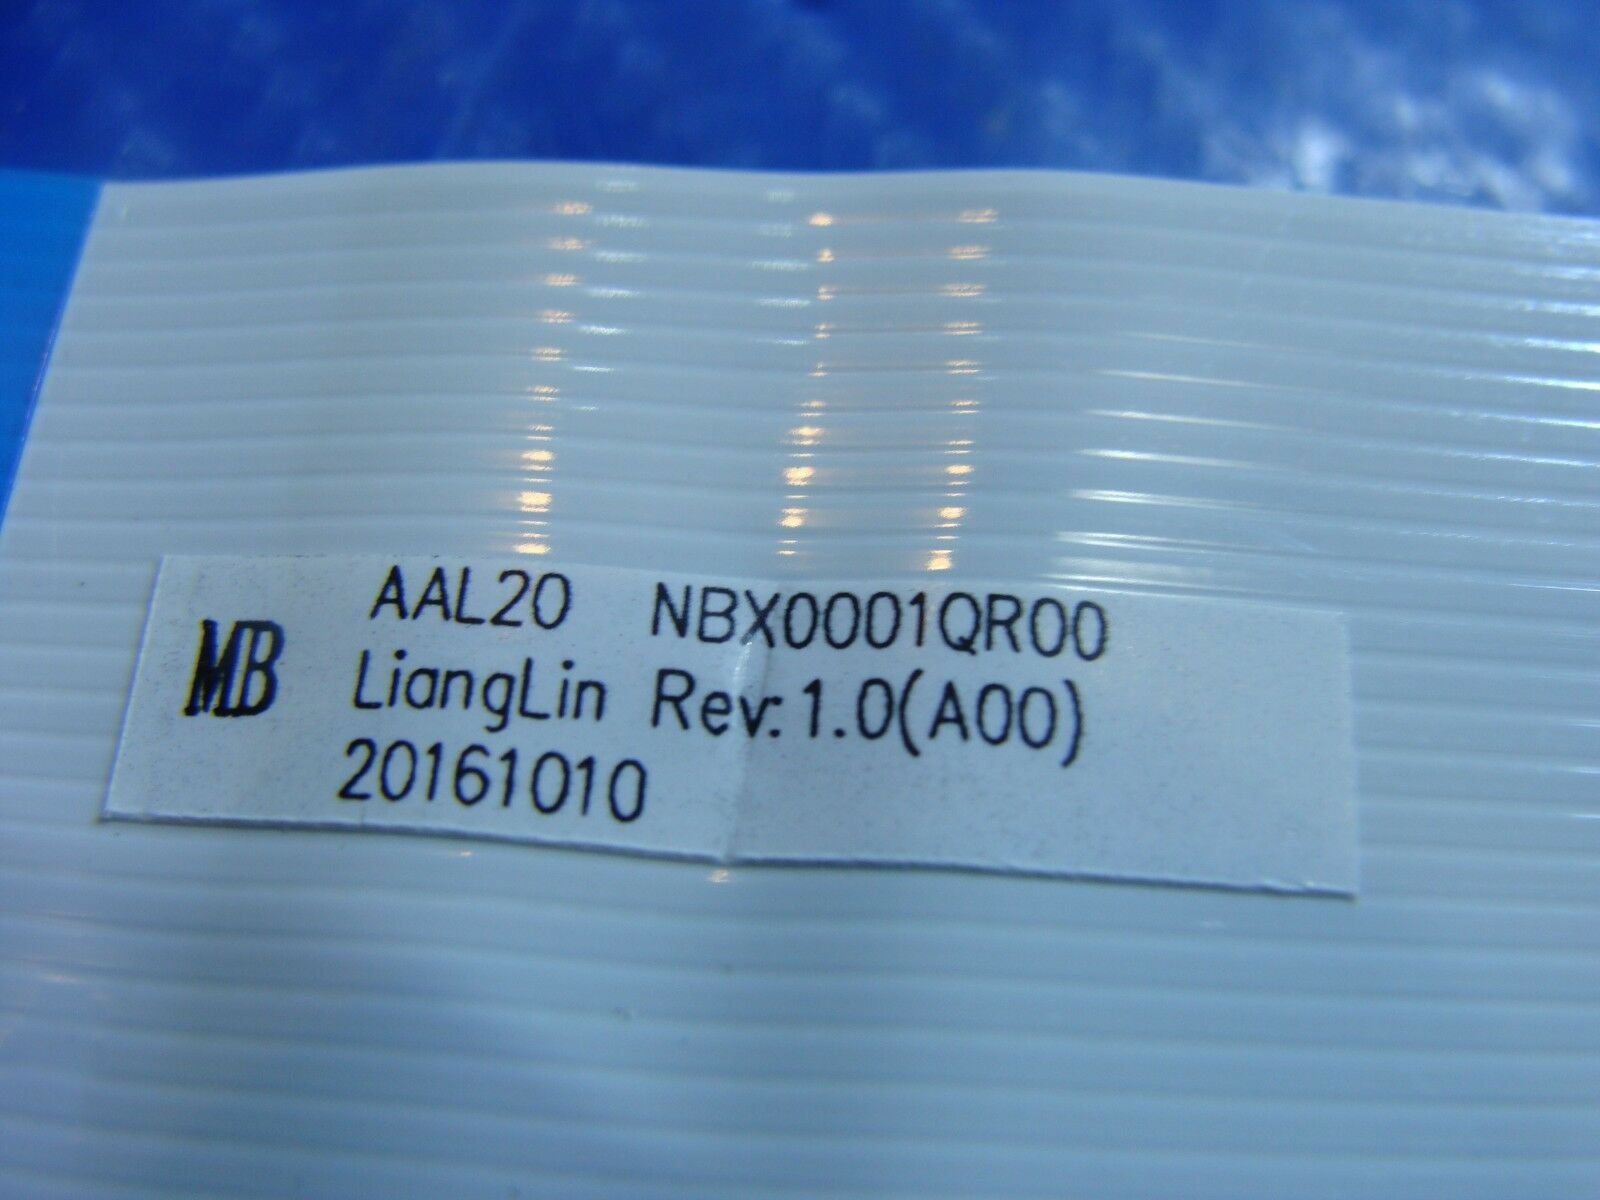 AAL20 NBX0001QR00
MB LiangLin Rev:1.0(A00)
20161010